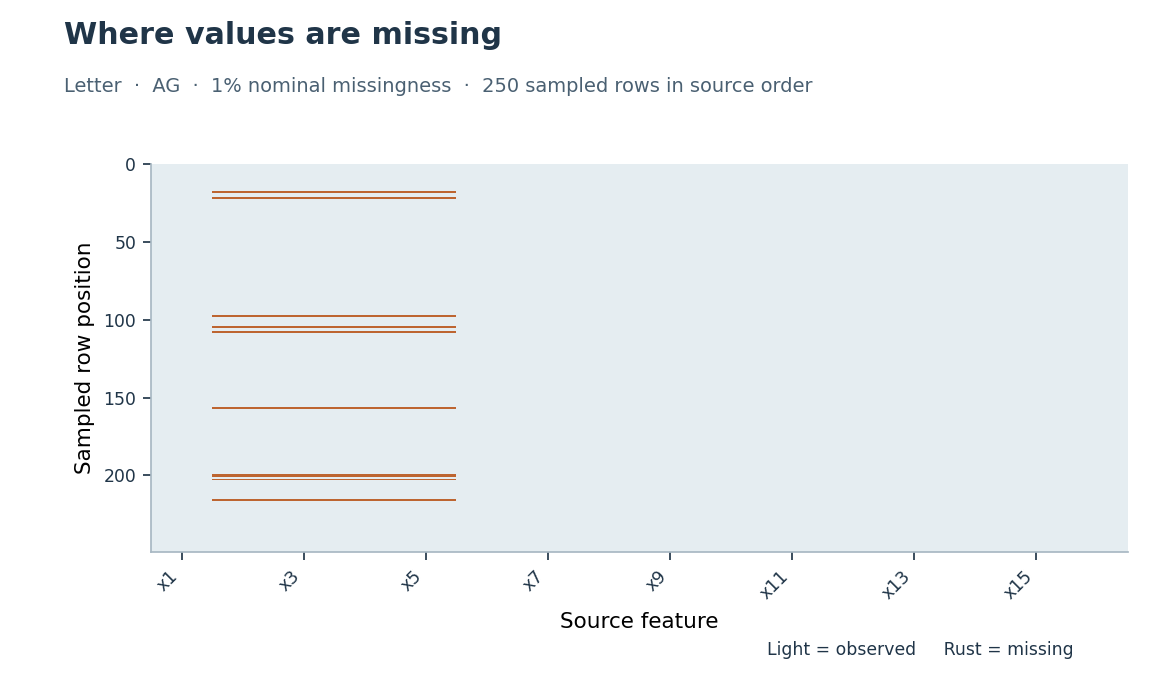 Where values are missing
Letter · AG · 1% nominal missingness · 250 sampled rows in source order
0
50
100
150
200
Sampled row position
x1 x3 x5 x7 x9 x11 x13 x15
Source feature
Light = observed Rust = missing